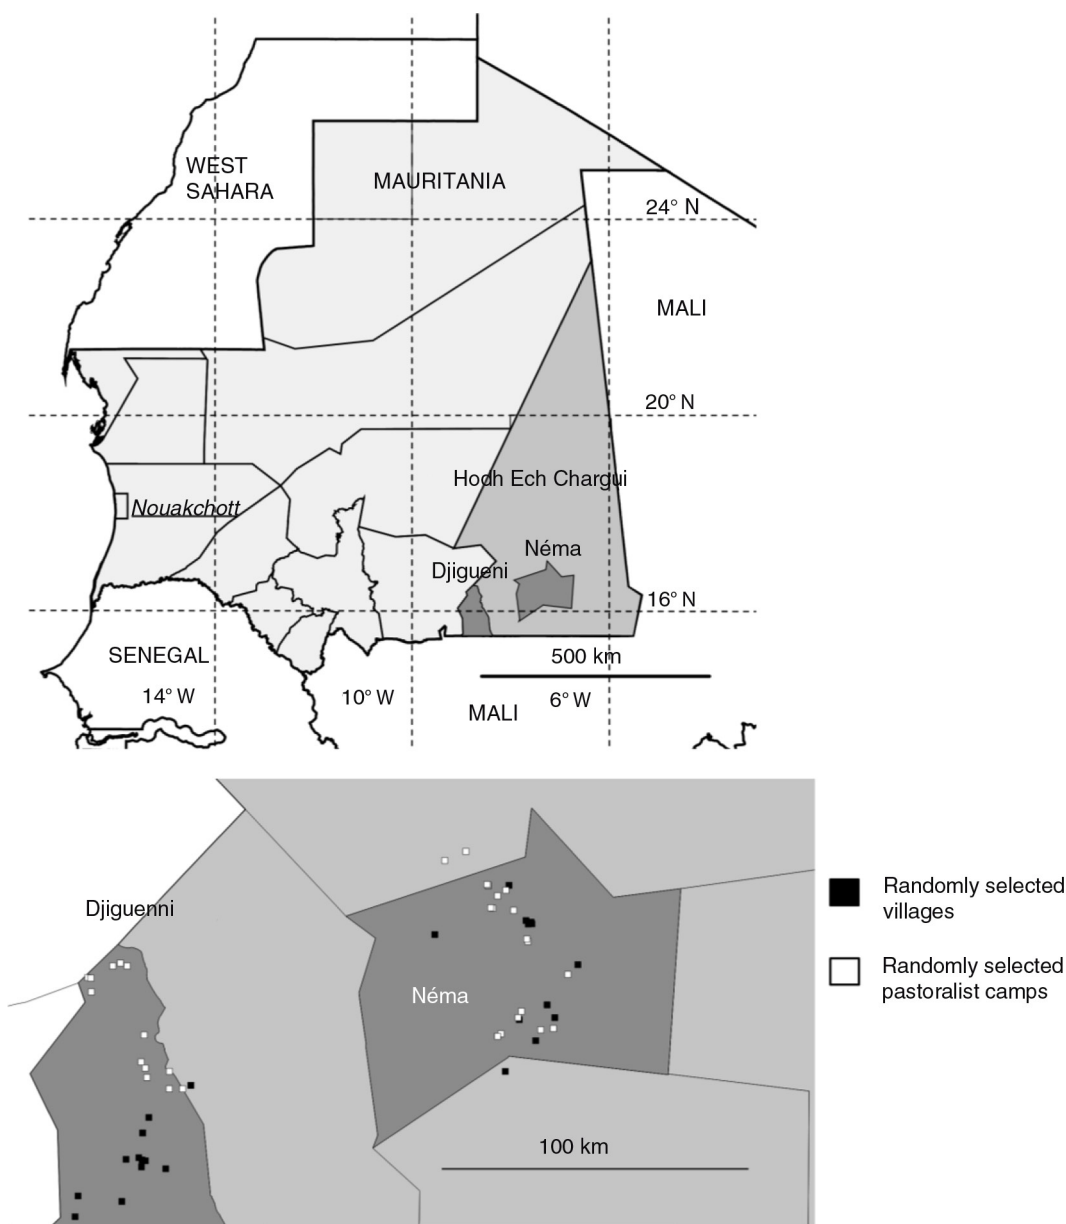 WEST
SAHARA
MAURITANIA
24° N
MALI
20° N
Hodh Ech Chargui
Nouakchott
Néma
Djigueni
16° N
SENEGAL
500 km
14° W
10° W
6° W
MALI
Djiguenni
Néma
100 km
Randomly selected
villages
Randomly selected
pastoralist camps